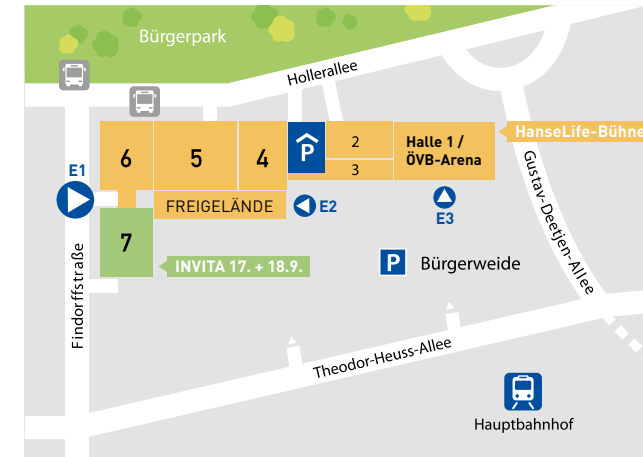 Bürgerpark
Hollerallee
6
5
4
P
2
3
Halle 1 /
ÖVB-Arena
HanseLife-Bühne
E1
FREIGELÄNDE
E2
E3
7
INVITA 17. + 18.9.
P
Bürgerweide
Findorffstraße
Gustav-Deetjen-Allee
Theodor-Heuss-Allee
Hauptbahnhof